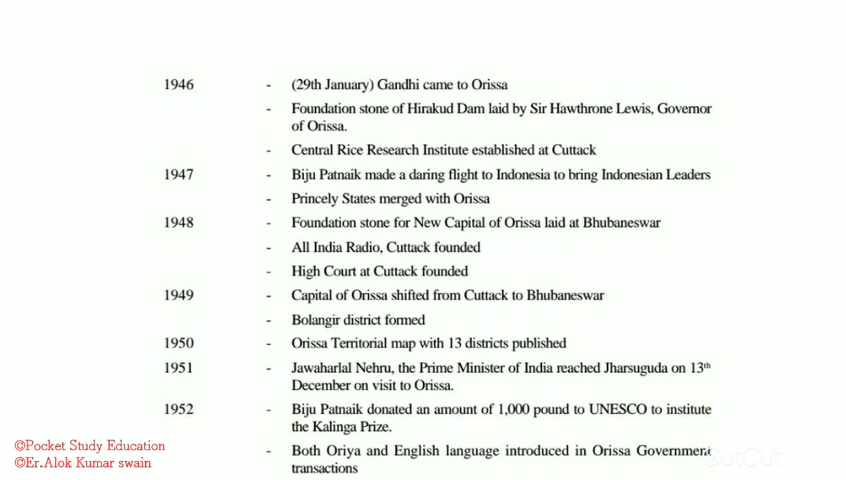 1946 - (29th January) Gandhi came to Orissa
- Foundation stone of Hirakud Dam laid by Sir Hawthrone Lewis, Governor
of Orissa.
- Central Rice Research Institute established at Cuttack
1947 - Biju Patnaik made a daring flight to Indonesia to bring Indonesian Leaders
- Princely States merged with Orissa
1948 - Foundation stone for New Capital of Orissa laid at Bhubaneswar
- All India Radio, Cuttack founded
- High Court at Cuttack founded
1949 - Capital of Orissa shifted from Cuttack to Bhubaneswar
- Bolangir district formed
1950 - Orissa Territorial map with 13 districts published
1951 - Jawaharlal Nehru, the Prime Minister of India reached Jharsuguda on 13th
December on visit to Orissa.
1952 - Biju Patnaik donated an amount of 1,000 pound to UNESCO to institute
the Kalinga Prize.
- Both Oriya and English language introduced in Orissa Government
transactions
©Pocket Study Education
©Er.Alok Kumar swain
CutCut